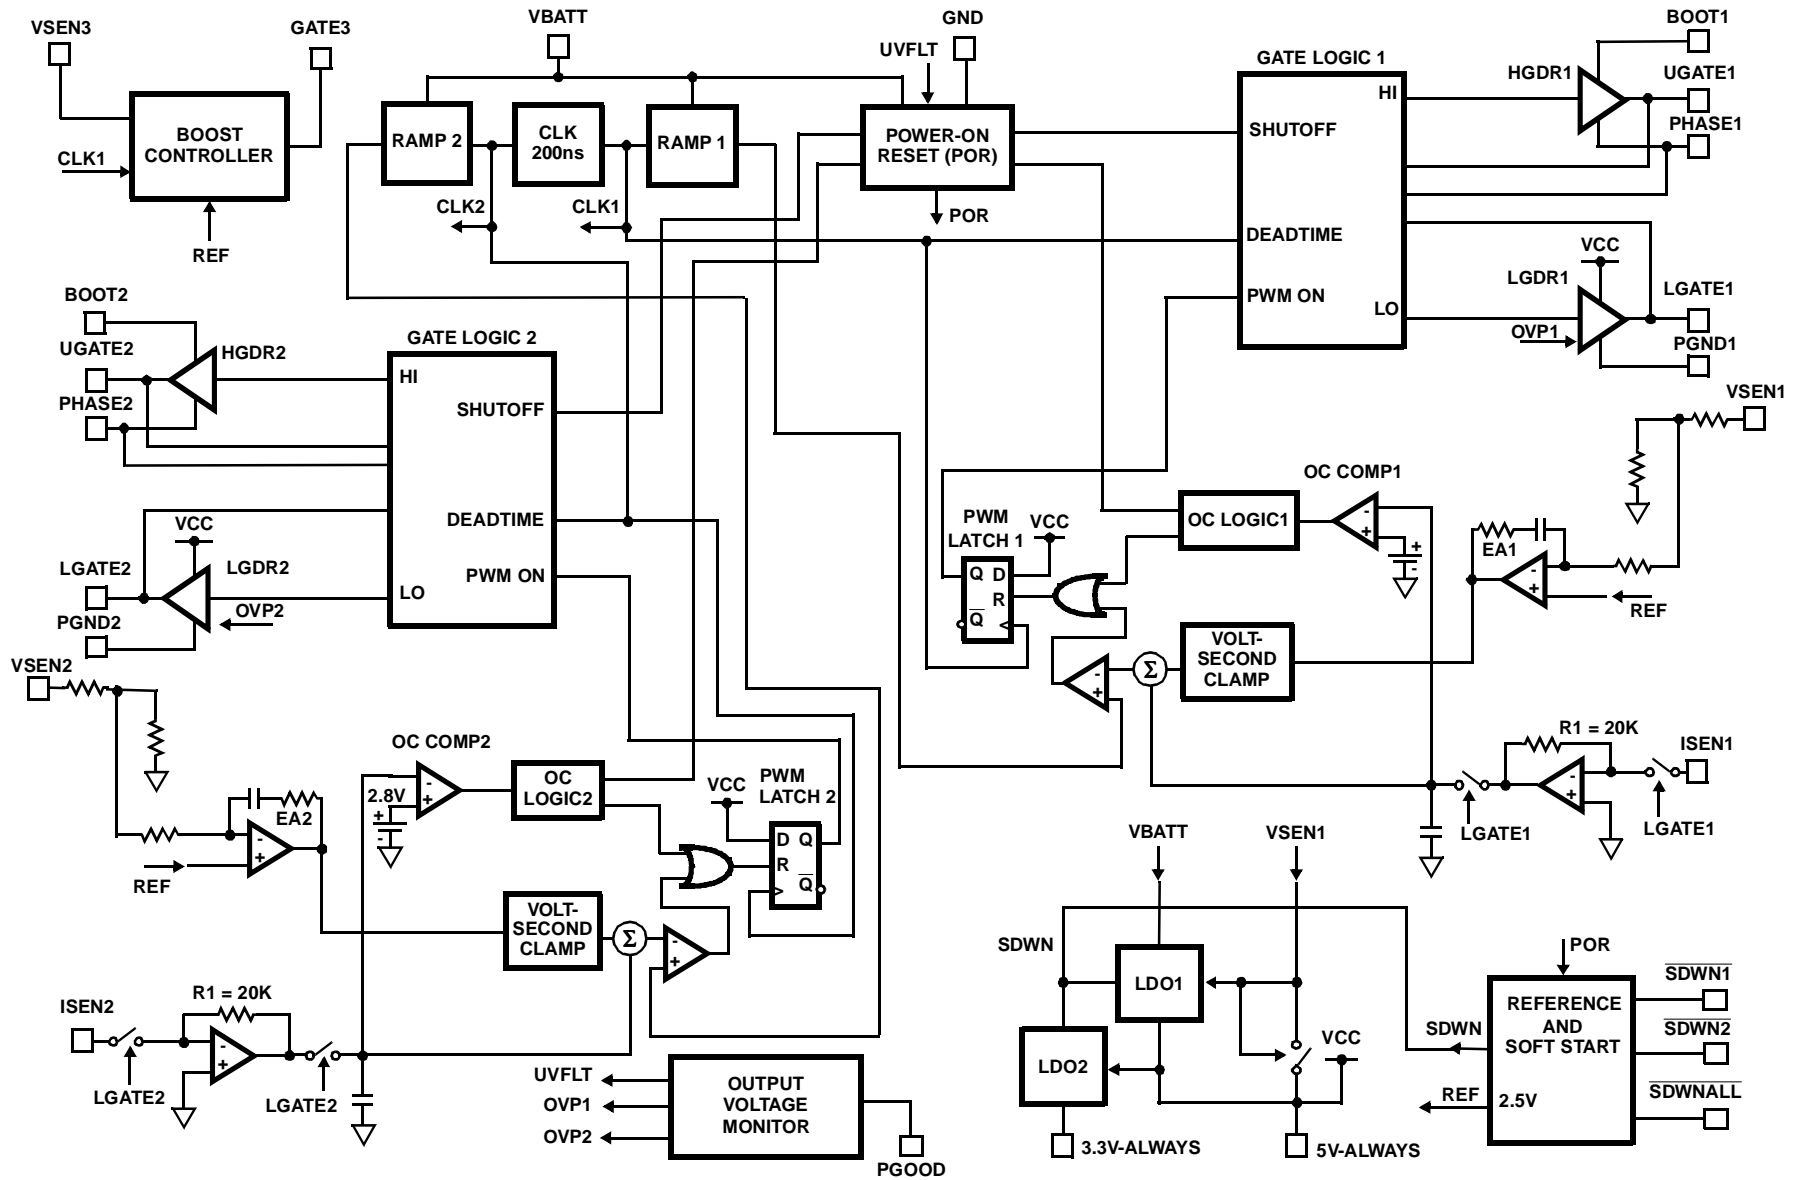 VSEN3
GATE3
BOOST
CONTROLLER
CLK1
REF
VBATT
RAMP 2
CLK
200ns
RAMP 1
CLK2
CLK1
UVFLT
GND
POWER-ON
RESET (POR)
POR
GATE LOGIC 1
HI
SHUTOFF
DEADTIME
PWM ON
LO
BOOT1
HGDR1
UGATE1
PHASE1
VCC
LGDR1
LGATE1
OVP1
PGND1
BOOT2
UGATE2
HGDR2
PHASE2
GATE LOGIC 2
HI
SHUTOFF
DEADTIME
PWM ON
LO
VCC
LGATE2
LGDR2
OVP2
PGND2
VSEN2
VSEN1
OC COMP1
-
+
+
-
OC LOGIC1
PWM
LATCH 1
VCC
Q D
R
Q̅
<
EA1
-
+
REF
VOLT-
SECOND
CLAMP
Σ
-
+
R1 = 20K
ISEN1
-
+
LGATE1
LGATE1
OC COMP2
-
+
2.8V
+
-
OC
LOGIC2
VCC
PWM
LATCH 2
D Q
R
Q̅
>
EA2
-
+
REF
VOLT-
SECOND
CLAMP
Σ
-
+
R1 = 20K
ISEN2
-
+
LGATE2
LGATE2
UVFLT
OVP1
OVP2
OUTPUT
VOLTAGE
MONITOR
PGOOD
VBATT
VSEN1
SDWN
LDO1
LDO2
VCC
3.3V-ALWAYS
5V-ALWAYS
POR
REFERENCE
AND
SOFT START
2.5V
SDWN
REF
S̅D̅W̅N̅1̅
S̅D̅W̅N̅2̅
S̅D̅W̅N̅A̅L̅L̅